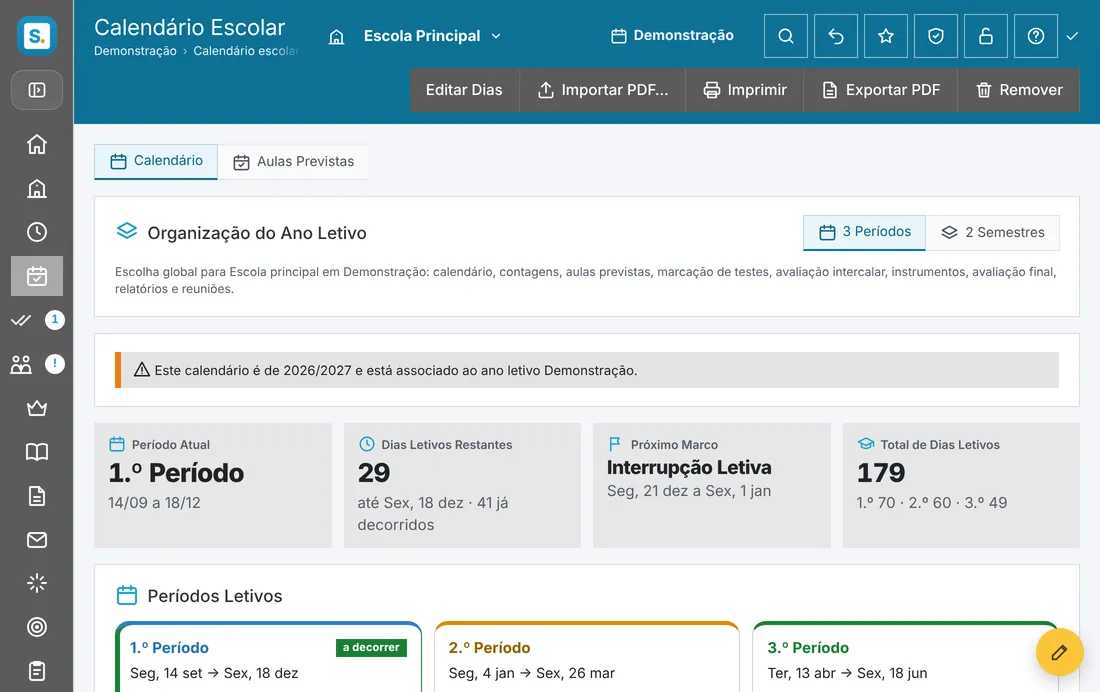 S.
Calendário Escolar
Demonstração › Calendário escolar
Escola Principal
Demonstração
Editar Dias
Importar PDF...
Imprimir
Exportar PDF
Remover
Calendário
Aulas Previstas
Organização do Ano Letivo
3 Períodos
2 Semestres
Escolha global para Escola principal em Demonstração: calendário, contagens, aulas previstas, marcação de testes, avaliação intercalar, instrumentos, avaliação final,
relatórios e reuniões.
1
!
Este calendário é de 2026/2027 e está associado ao ano letivo Demonstração.
Período Atual
1.º Período
14/09 a 18/12
Dias Letivos Restantes
29
até Sex, 18 dez · 41 já
decorridos
Próximo Marco
Interrupção Letiva
Seg, 21 dez a Sex, 1 jan
Total de Dias Letivos
179
1.º 70 · 2.º 60 · 3.º 49
Períodos Letivos
1.º Período
a decorrer
Seg, 14 set → Sex, 18 dez
2.º Período
Seg, 4 jan → Sex, 26 mar
3.º Período
Ter, 13 abr → Sex, 18 jun